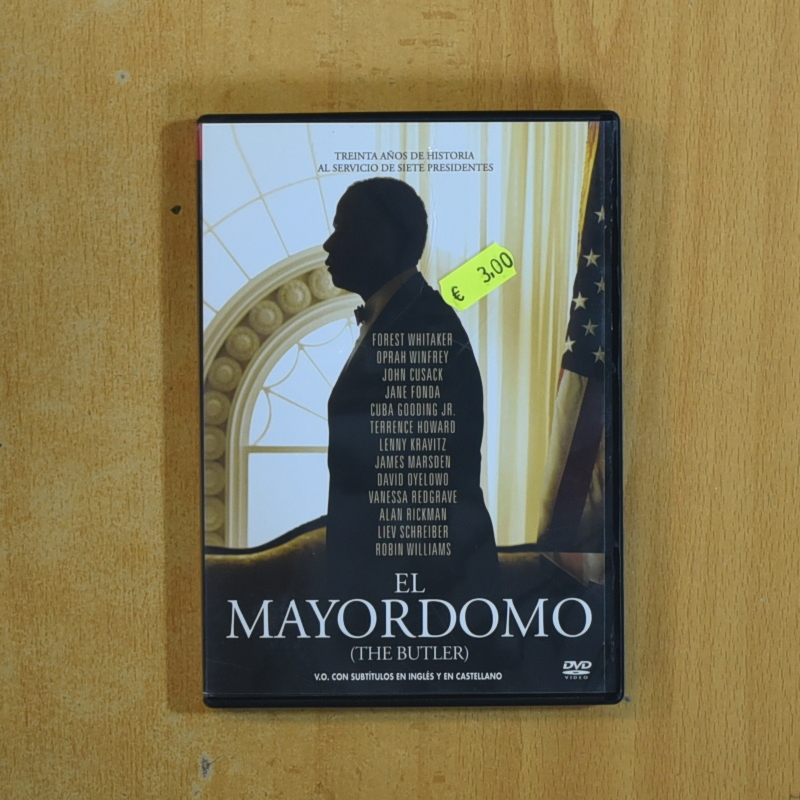 TREINTA AÑOS DE HISTORIA
AL SERVICIO DE SIETE PRESIDENTES
€ 3,00
FOREST WHITAKER
OPRAH WINFREY
JOHN CUSACK
JANE FONDA
CUBA GOODING JR.
TERRENCE HOWARD
LENNY KRAVITZ
JAMES MARSDEN
DAVID OYELOWO
VANESSA REDGRAVE
ALAN RICKMAN
LIEV SCHREIBER
ROBIN WILLIAMS
EL
MAYORDOMO
(THE BUTLER)
V.O. CON SUBTÍTULOS EN INGLÉS Y EN CASTELLANO
DVD
VIDEO